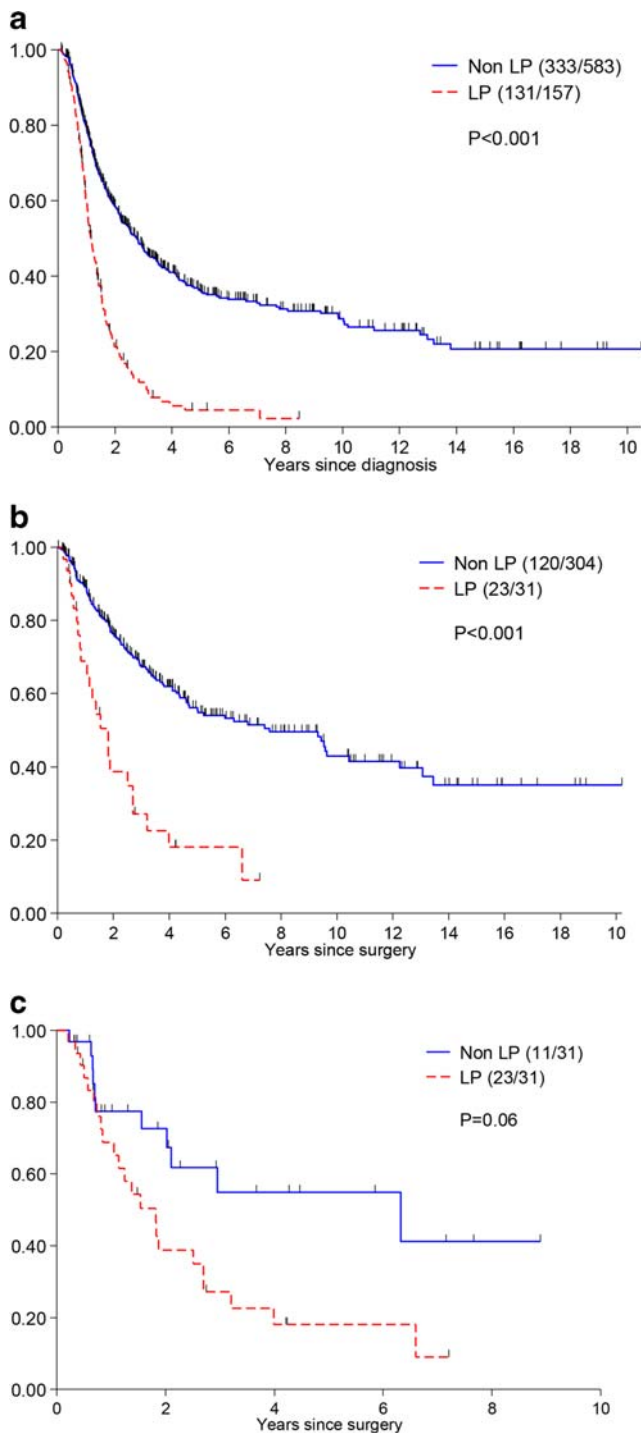 a
1.00
0.80
0.60
0.40
0.20
0.00
Non LP (333/583)
LP (131/157)
P<0.001
0 2 4 6 8 10 12 14 16 18 10
Years since diagnosis
b
1.00
0.80
0.60
0.40
0.20
0.00
Non LP (120/304)
LP (23/31)
P<0.001
0 2 4 6 8 10 12 14 16 18 10
Years since surgery
c
1.00
0.80
0.60
0.40
0.20
0.00
Non LP (11/31)
LP (23/31)
P=0.06
0 2 4 6 8 10
Years since surgery